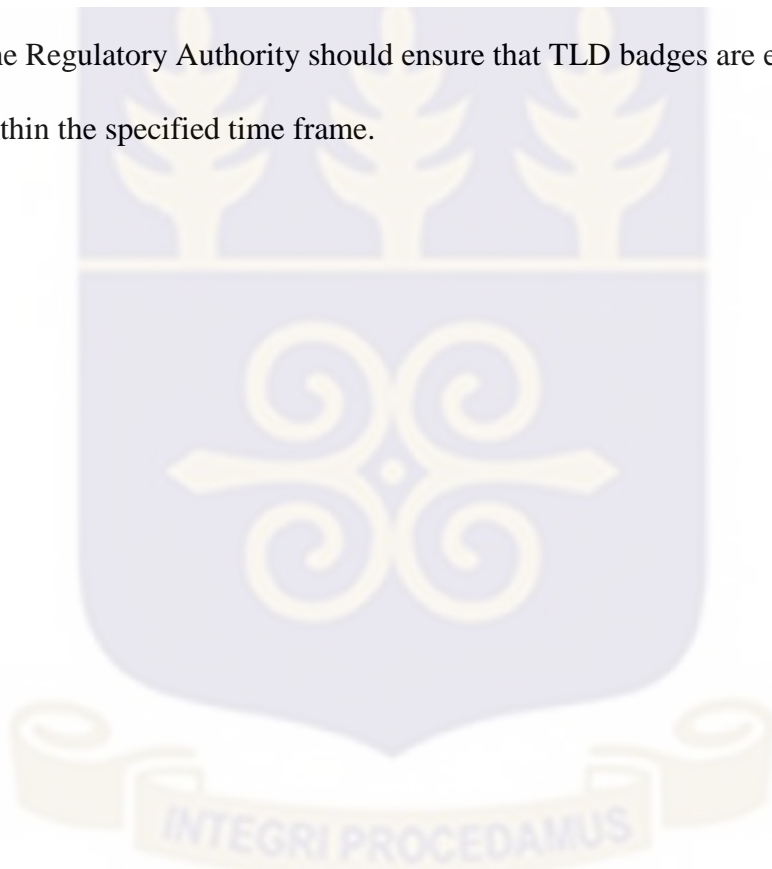 he Regulatory Authority should ensure that TLD badges are e
thin the specified time frame.
INTEGRI PROCEDAMUS